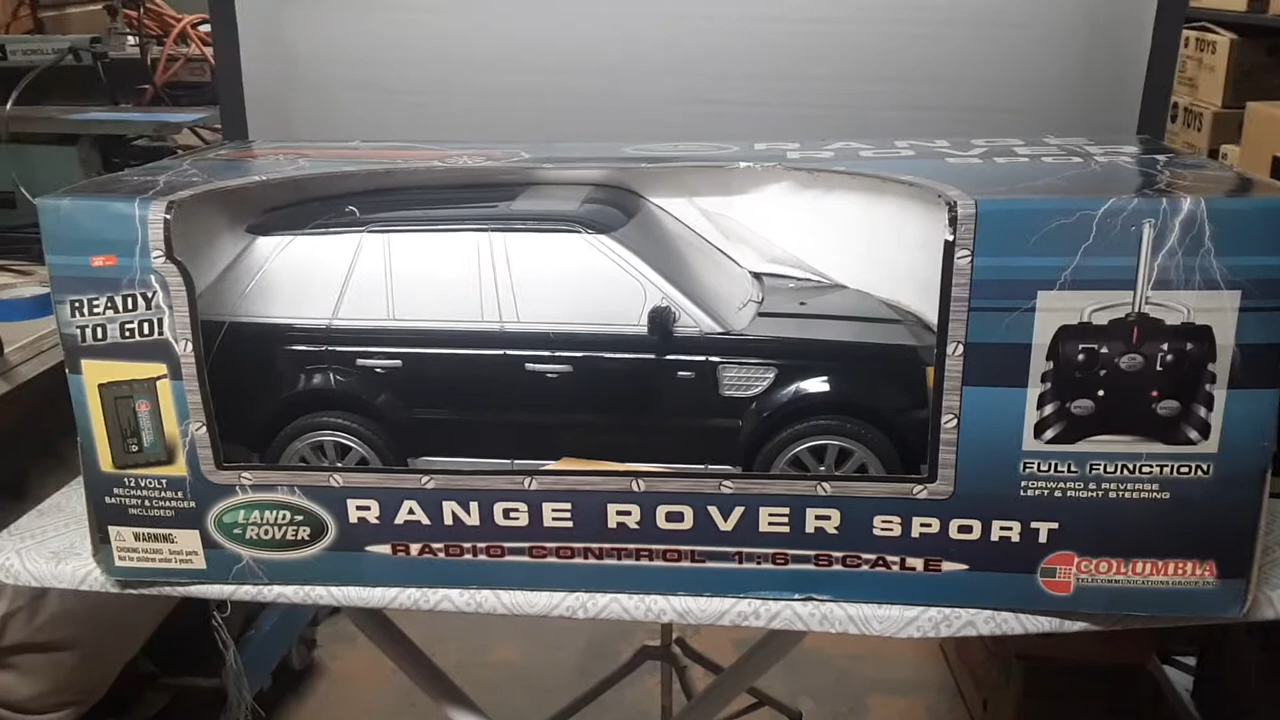 TOYS
TOYS
RANGE
ROVER
SPORT
READY
TO GO!
ON
OFF
12 VOLT
RECHARGEABLE
BATTERY & CHARGER
INCLUDED!
FULL FUNCTION
FORWARD & REVERSE
LEFT & RIGHT STEERING
LAND-
-ROVER
RANGE ROVER SPORT
RADIO CONTROL 1:6 SCALE
WARNING:
CHOKING HAZARD - Small parts.
Not for children under 3 years.
COLUMBIA
TELECOMMUNICATIONS GROUP, INC.